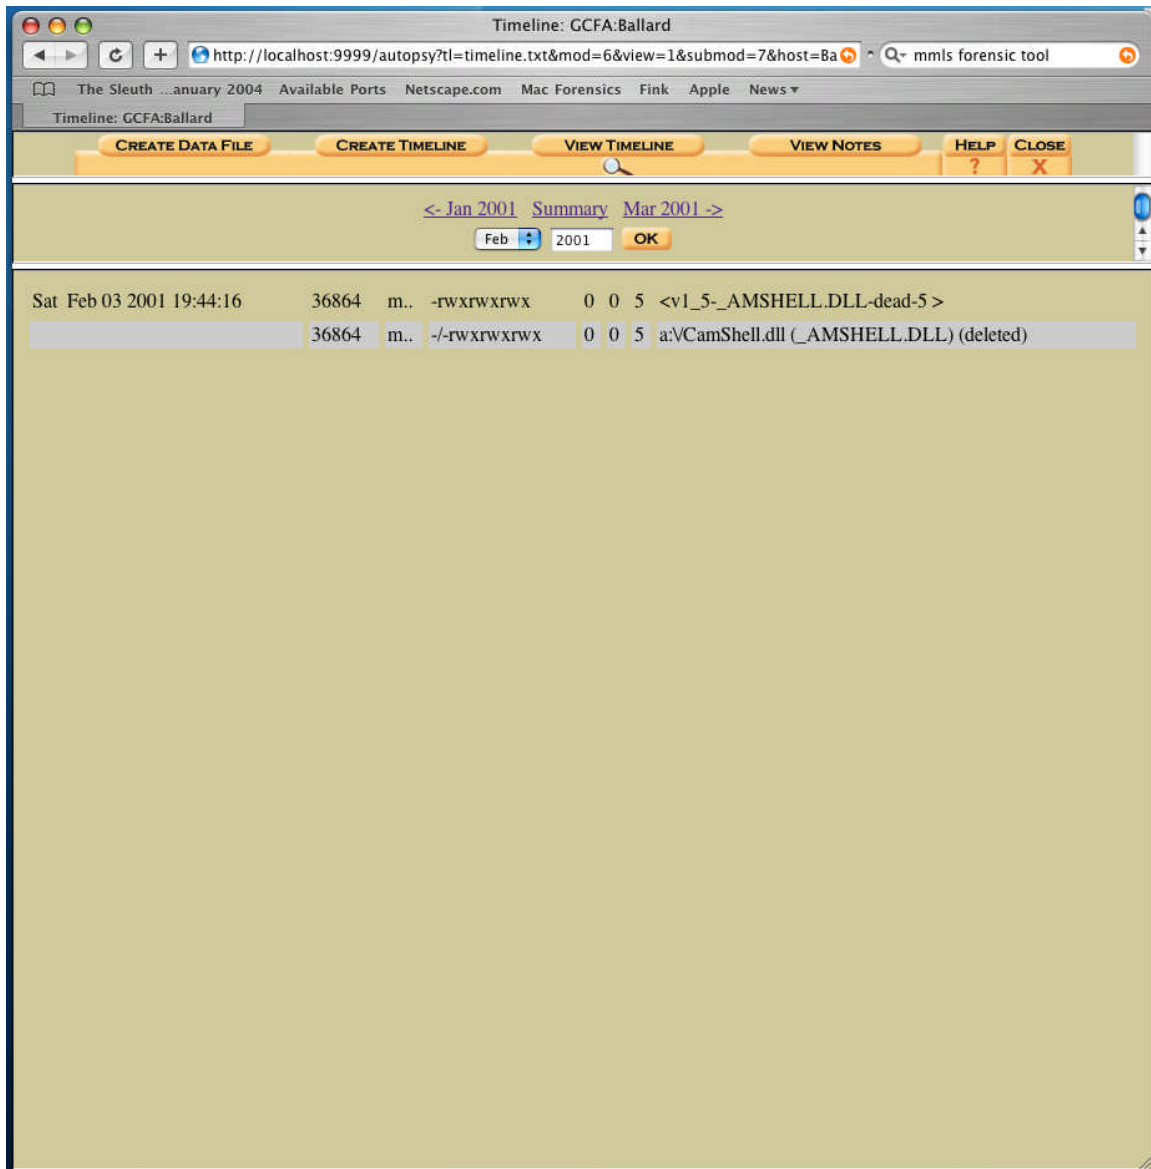 Timeline: GCFA:Ballard
http://localhost:9999/autopsy?tl=timeline.txt&mod=6&view=1&submod=7&host=Ba mmls forensic tool
The Sleuth ...anuary 2004 Available Ports Netscape.com Mac Forensics Fink Apple News
Timeline: GCFA:Ballard
CREATE DATA FILE CREATE TIMELINE VIEW TIMELINE VIEW NOTES HELP CLOSE
? X
<- Jan 2001 Summary Mar 2001 ->
Feb 2001 OK
Sat Feb 03 2001 19:44:16 36864 m.. -rwxrwxrwx 0 0 5 <v1_5-_AMSHELL.DLL-dead-5 >
36864 m.. -/-rwxrwxrwx 0 0 5 a:\/CamShell.dll (_AMSHELL.DLL) (deleted)